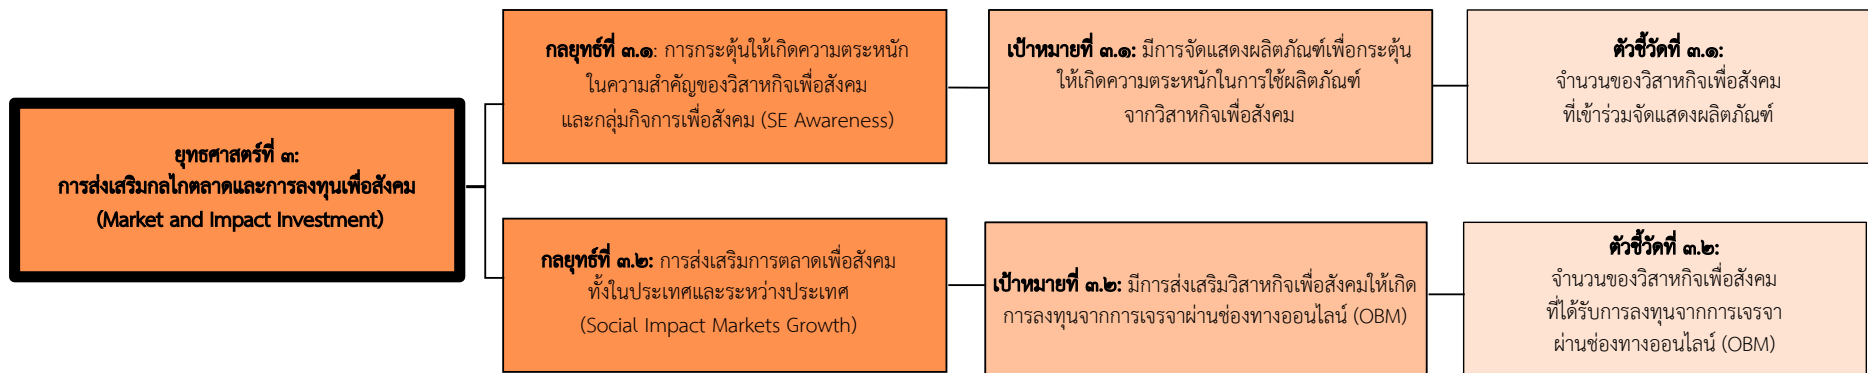 ยุทธศาสตร์ที่ ๓:
การส่งเสริมกลไกตลาดและการลงทุนเพื่อสังคม
(Market and Impact Investment)
กลยุทธ์ที่ ๓.๑: การกระตุ้นให้เกิดความตระหนัก
ในความสำคัญของวิสาหกิจเพื่อสังคม
และกลุ่มกิจการเพื่อสังคม (SE Awareness)
เป้าหมายที่ ๓.๑: มีการจัดแสดงผลิตภัณฑ์เพื่อกระตุ้น
ให้เกิดความตระหนักในการใช้ผลิตภัณฑ์
จากวิสาหกิจเพื่อสังคม
ตัวชี้วัดที่ ๓.๑:
จำนวนของวิสาหกิจเพื่อสังคม
ที่เข้าร่วมจัดแสดงผลิตภัณฑ์
กลยุทธ์ที่ ๓.๒: การส่งเสริมการตลาดเพื่อสังคม
ทั้งในประเทศและระหว่างประเทศ
(Social Impact Markets Growth)
เป้าหมายที่ ๓.๒: มีการส่งเสริมวิสาหกิจเพื่อสังคมให้เกิด
การลงทุนจากการเจรจาผ่านช่องทางออนไลน์ (OBM)
ตัวชี้วัดที่ ๓.๒:
จำนวนของวิสาหกิจเพื่อสังคม
ที่ได้รับการลงทุนจากการเจรจา
ผ่านช่องทางออนไลน์ (OBM)